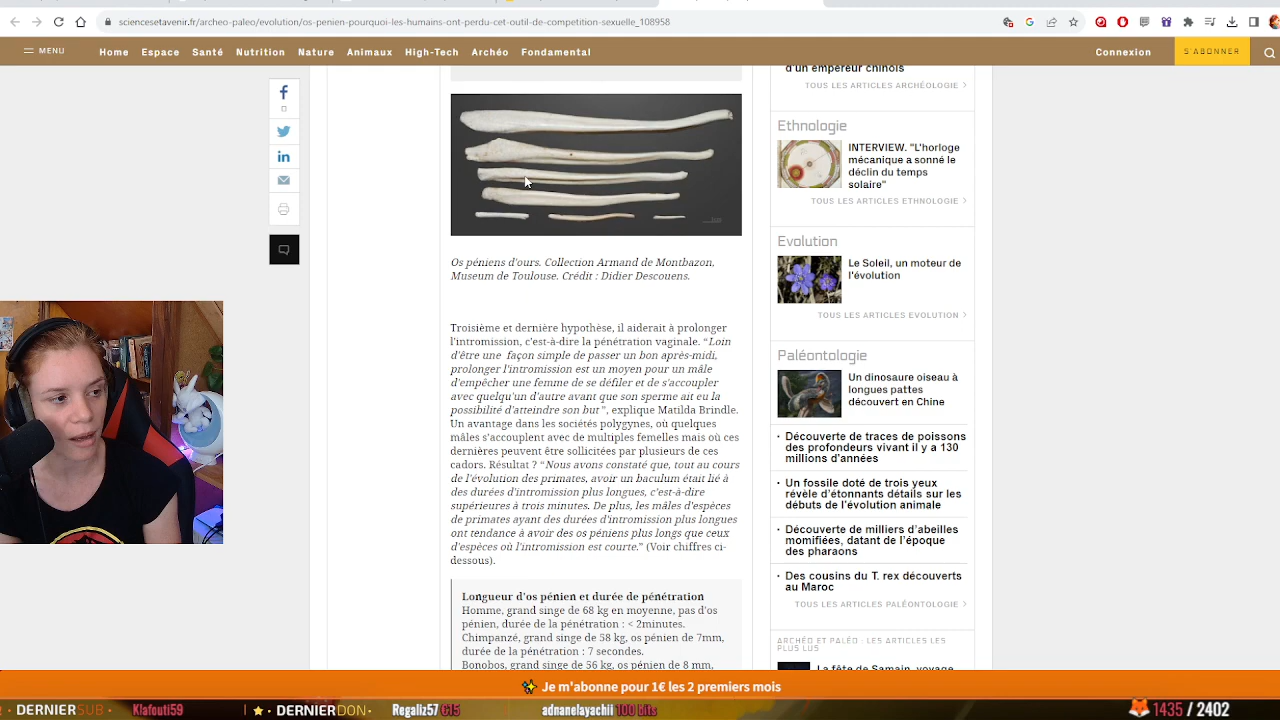 sciencesetavenir.fr/archeo-paleo/evolution/os-penien-pourquoi-les-humains-ont-perdu-cet-outil-de-competition-sexuelle_108958
MENU
Home
Espace
Santé
Nutrition
Nature
Animaux
High-Tech
Archéo
Fondamental
Connexion
S'ABONNER
Os péniens d'ours. Collection Armand de Montbazon,
Museum de Toulouse. Crédit : Didier Descouens.
Troisième et dernière hypothèse, il aiderait à prolonger
l'intromission, c'est-à-dire la pénétration vaginale. “Loin
d'être une façon simple de passer un bon après-midi,
prolonger l'intromission est un moyen pour un mâle
d'empêcher une femme de se défiler et de s'accoupler
avec quelqu'un d'autre avant que son sperme ait eu la
possibilité d'atteindre son but ”, explique Matilda Brindle.
Un avantage dans les sociétés polygynes, où quelques
mâles s'accouplent avec de multiples femelles mais où ces
dernières peuvent être sollicitées par plusieurs de ces
cadors. Résultat ? “Nous avons constaté que, tout au cours
de l'évolution des primates, avoir un baculum était lié à
des durées d'intromission plus longues, c'est-à-dire
supérieures à trois minutes. De plus, les mâles d'espèces
de primates ayant des durées d'intromission plus longues
ont tendance à avoir des os péniens plus longs que ceux
d'espèces où l'intromission est courte.” (Voir chiffres ci-
dessous).
Longueur d'os pénien et durée de pénétration
Homme, grand singe de 68 kg en moyenne, pas d'os
pénien, durée de la pénétration : < 2minutes.
Chimpanzé, grand singe de 58 kg, os pénien de 7mm,
durée de la pénétration : 7 secondes.
Bonobos, grand singe de 56 kg, os pénien de 8 mm,
d'un empereur chinois
TOUS LES ARTICLES ARCHÉOLOGIE
Ethnologie
INTERVIEW. "L'horloge
mécanique a sonné le
déclin du temps
solaire"
TOUS LES ARTICLES ETHNOLOGIE
Evolution
Le Soleil, un moteur de
l'évolution
TOUS LES ARTICLES EVOLUTION
Paléontologie
Un dinosaure oiseau à
longues pattes
découvert en Chine
Découverte de traces de poissons
des profondeurs vivant il y a 130
millions d'années
Un fossile doté de trois yeux
révèle d'étonnants détails sur les
débuts de l'évolution animale
Découverte de milliers d'abeilles
momifiées, datant de l'époque
des pharaons
Des cousins du T. rex découverts
au Maroc
TOUS LES ARTICLES PALÉONTOLOGIE
ARCHÉO ET PALÉO : LES ARTICLES LES
PLUS LUS
La fête de Samain, voyage
Je m'abonne pour 1€ les 2 premiers mois
DERNIERSUB
Klafouti59
DERNIERDON
Regaliz57 €15
adnanelayachii 100 bits
1435 / 2402